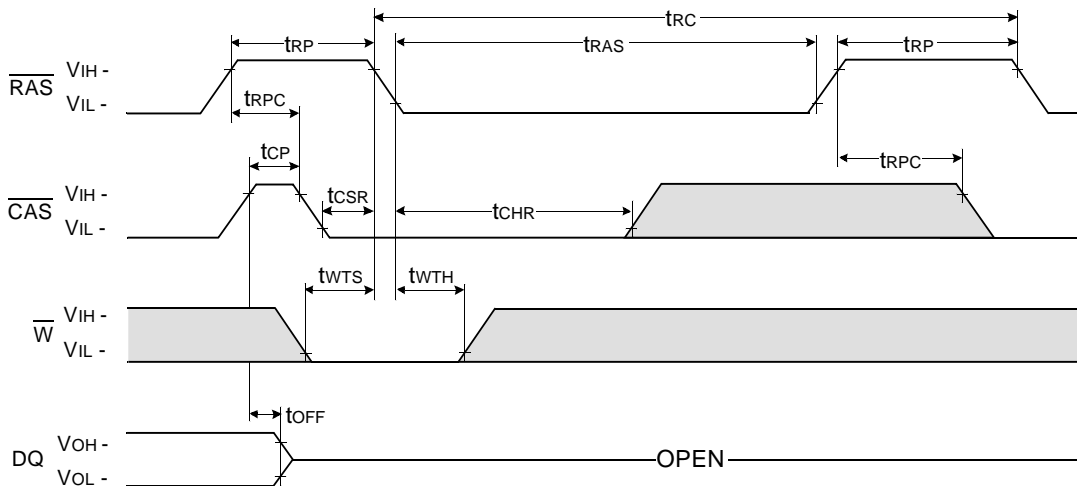 tRC
tRP tRAS tRP
RAS VIH -
VIL -
tRPC
tCP tRPC
CAS VIH -
VIL -
tCSR tCHR
tWTS tWTH
W VIH -
VIL -
tOFF
DQ VOH -
VOL -
OPEN